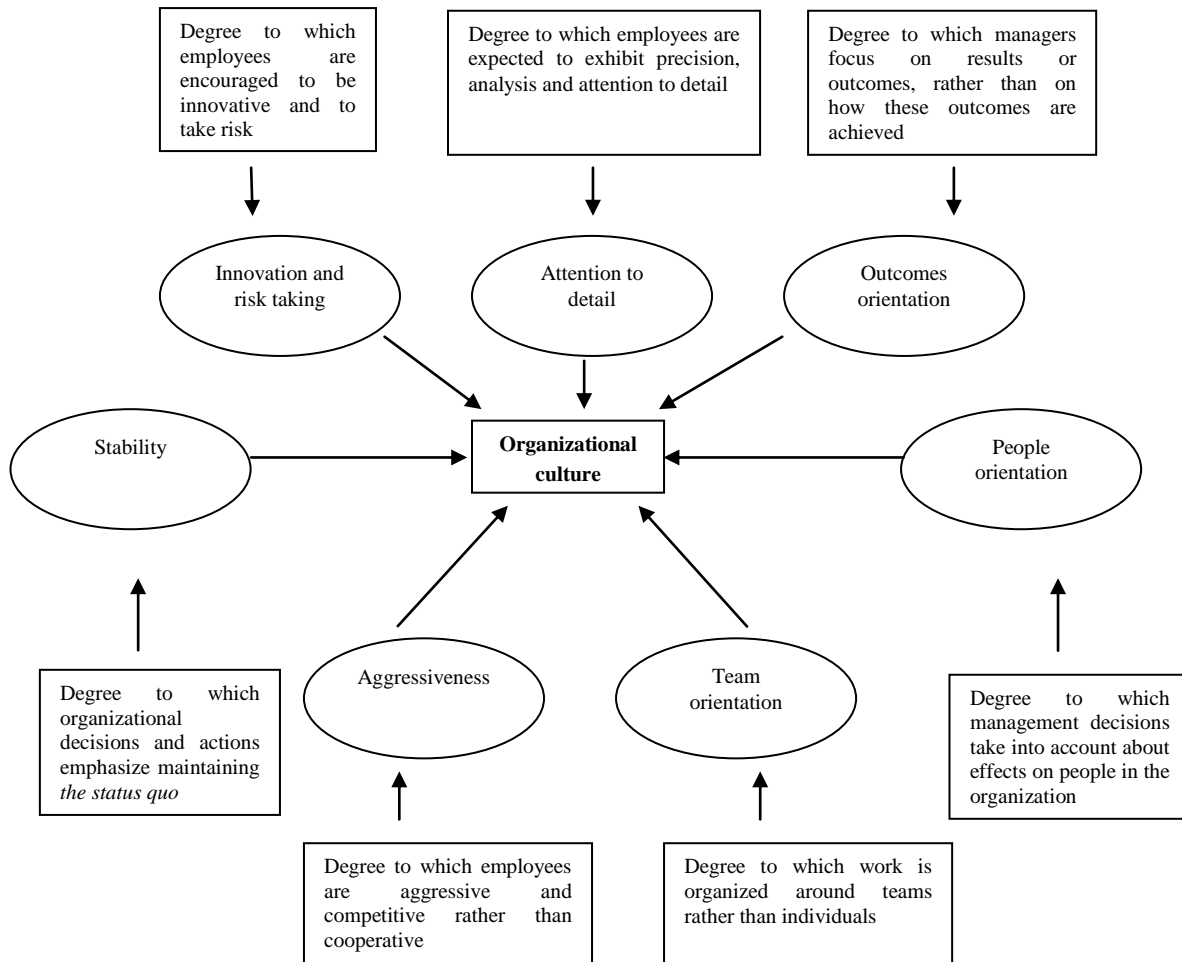 Degree to which
employees are
encouraged to be
innovative and to
take risk
Degree to which employees are
expected to exhibit precision,
analysis and attention to detail
Degree to which managers
focus on results or
outcomes, rather than on
how these outcomes are
achieved
Innovation and
risk taking
Attention to
detail
Outcomes
orientation
Stability
Organizational
culture
People
orientation
Aggressiveness
Team
orientation
Degree to which
organizational
decisions and actions
emphasize maintaining
the status quo
Degree to which
management decisions
take into account about
effects on people in the
organization
Degree to which employees
are aggressive and
competitive rather than
cooperative
Degree to which work is
organized around teams
rather than individuals